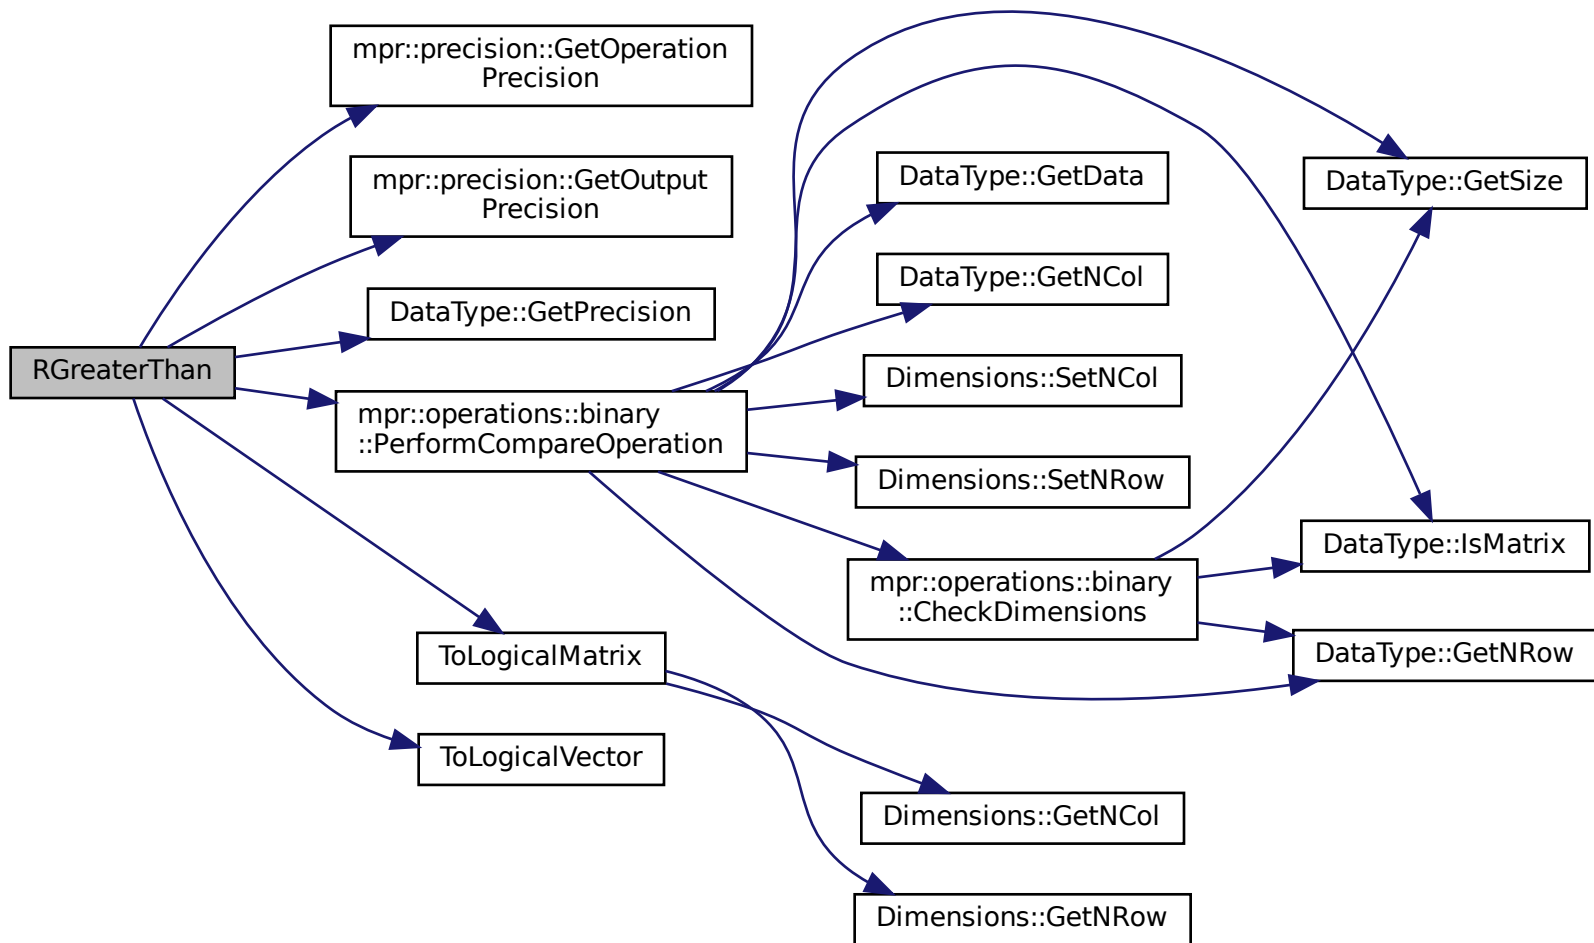 mpr::precision::GetOperation
Precision
mpr::precision::GetOutput
Precision
DataType::GetPrecision
RGreaterThan
mpr::operations::binary
::PerformCompareOperation
ToLogicalMatrix
ToLogicalVector
DataType::GetData
DataType::GetNCol
Dimensions::SetNCol
Dimensions::SetNRow
mpr::operations::binary
::CheckDimensions
Dimensions::GetNCol
Dimensions::GetNRow
DataType::GetSize
DataType::IsMatrix
DataType::GetNRow